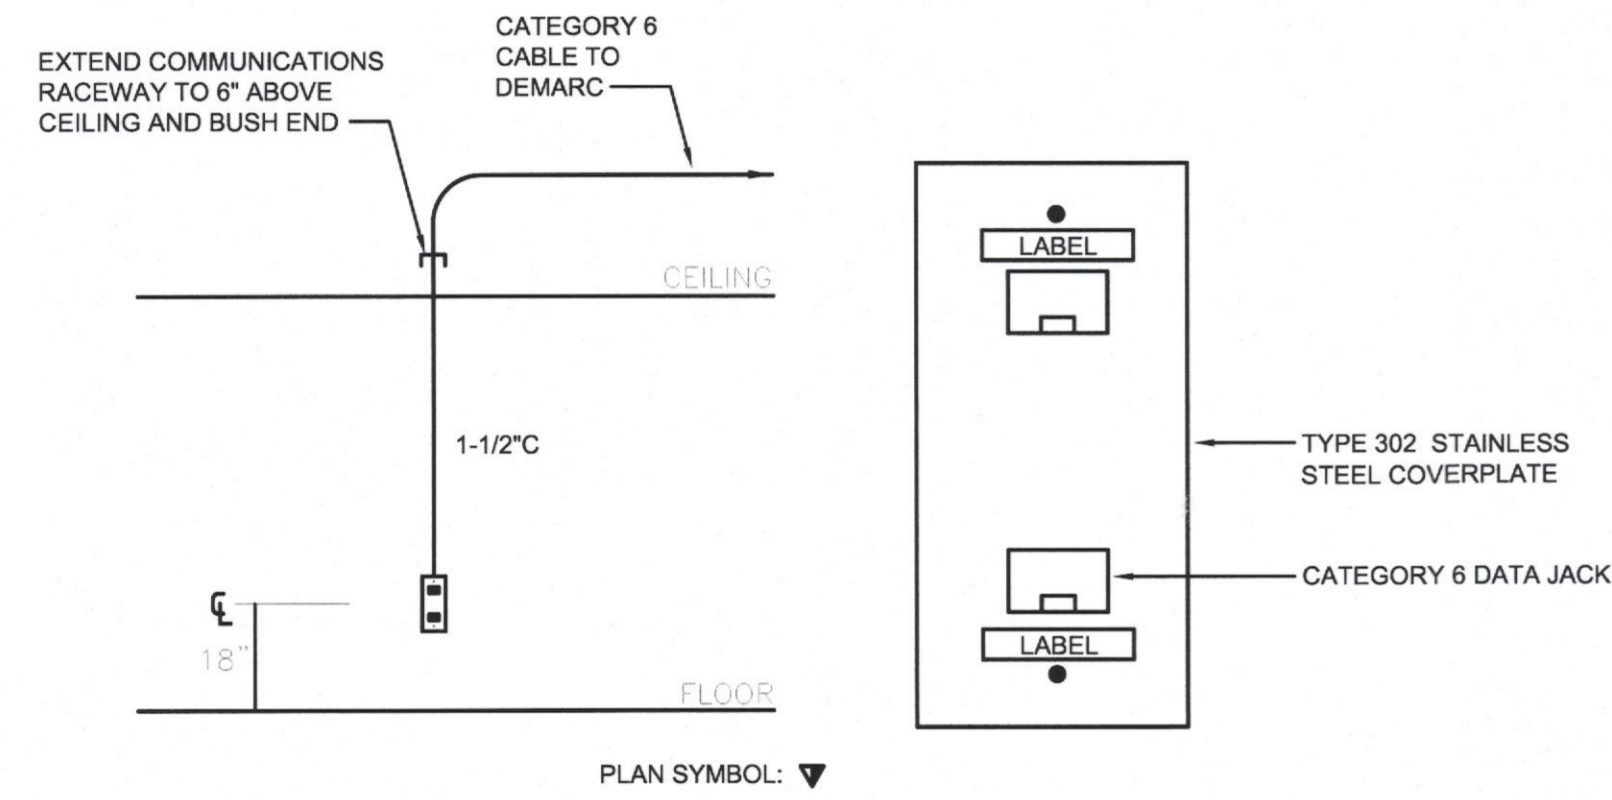 EXTEND COMMUNICATIONS
RACEWAY TO 6" ABOVE
CEILING AND BUSH END
CATEGORY 6
CABLE TO
DEMARC
CEILING
1-1/2"C
18"
FLOOR
PLAN SYMBOL:
LABEL
TYPE 302 STAINLESS
STEEL COVERPLATE
CATEGORY 6 DATA JACK
LABEL